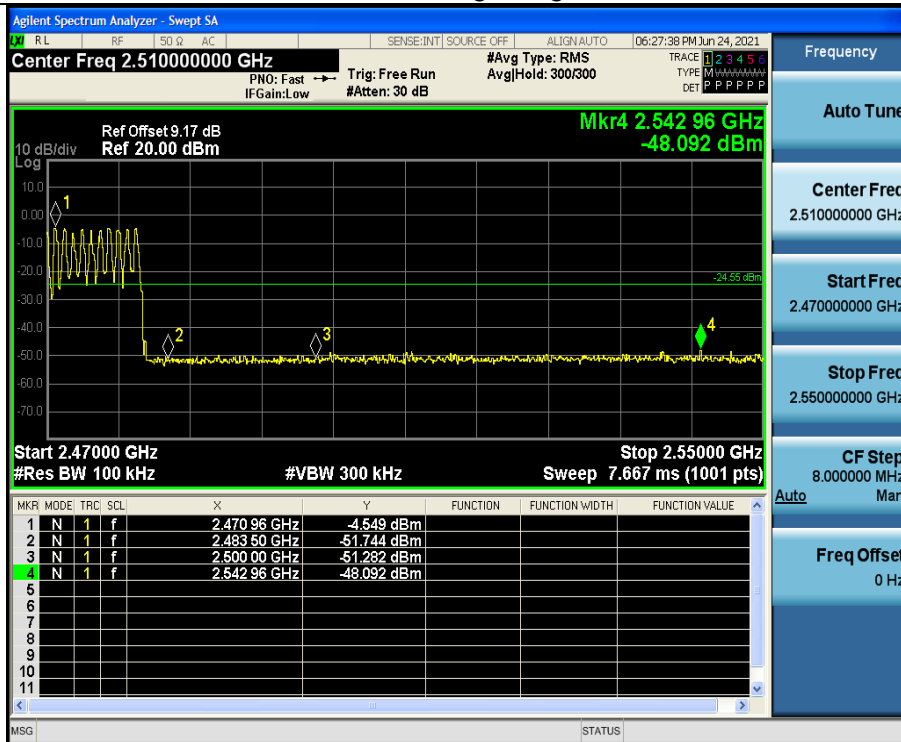 Agilent Spectrum Analyzer - Swept SA
LXI RL RF 50 Ω AC SENSE:INT SOURCE OFF ALIGN AUTO 06:27:38 PM Jun 24, 2021
Center Freq 2.510000000 GHz
#Avg Type: RMS
TRACE 1 2 3 4 5 6
PNO: Fast Trig: Free Run Avg|Hold: 300/300
TYPE M
IFGain:Low #Atten: 30 dB
DET P P P P P P
Mkr4 2.542 96 GHz
-48.092 dBm
Ref Offset 9.17 dB
10 dB/div Ref 20.00 dBm
Log
10.0
0.00
-10.0
-20.0
-30.0
-40.0
-50.0
-60.0
-70.0
1
2
3
4
-24.55 dBm
Start 2.47000 GHz Stop 2.55000 GHz
#Res BW 100 kHz #VBW 300 kHz Sweep 7.667 ms (1001 pts)
MKR MODE TRC SCL X Y FUNCTION FUNCTION WIDTH FUNCTION VALUE
1 N 1 f 2.470 96 GHz -4.549 dBm
2 N 1 f 2.483 50 GHz -51.744 dBm
3 N 1 f 2.500 00 GHz -51.282 dBm
4 N 1 f 2.542 96 GHz -48.092 dBm
5
6
7
8
9
10
11
MSG STATUS
Frequency
Auto Tune
Center Freq
2.510000000 GHz
Start Freq
2.470000000 GHz
Stop Freq
2.550000000 GHz
CF Step
8.000000 MHz
Auto Man
Freq Offset
0 Hz